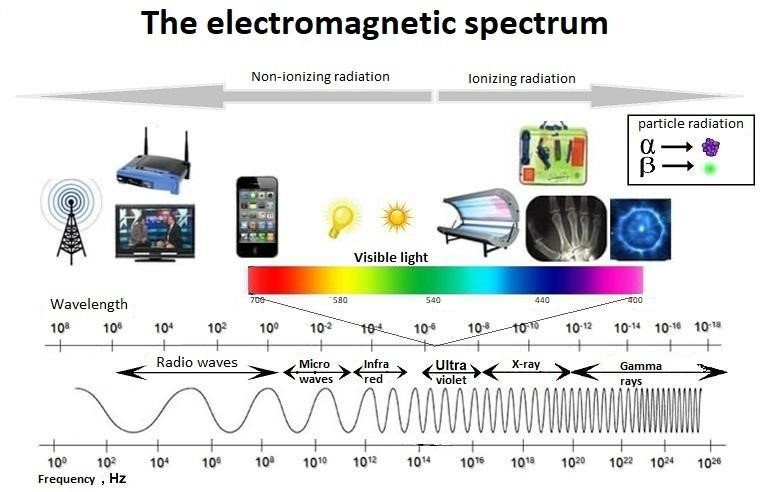 The electromagnetic spectrum
Non-ionizing radiation
Ionizing radiation
particle radiation
α
β
Visible light
700 580 540 440 400
Wavelength
10⁸ 10⁶ 10⁴ 10² 10⁰ 10⁻² 10⁻⁴ 10⁻⁶ 10⁻⁸ 10⁻¹⁰ 10⁻¹² 10⁻¹⁴ 10⁻¹⁶ 10⁻¹⁸
Radio waves
Micro
waves
Infra
red
Ultra
violet
X-ray
Gamma
rays
10⁰ 10² 10⁴ 10⁶ 10⁸ 10¹⁰ 10¹² 10¹⁴ 10¹⁶ 10¹⁸ 10²⁰ 10²² 10²⁴ 10²⁶
Frequency , Hz